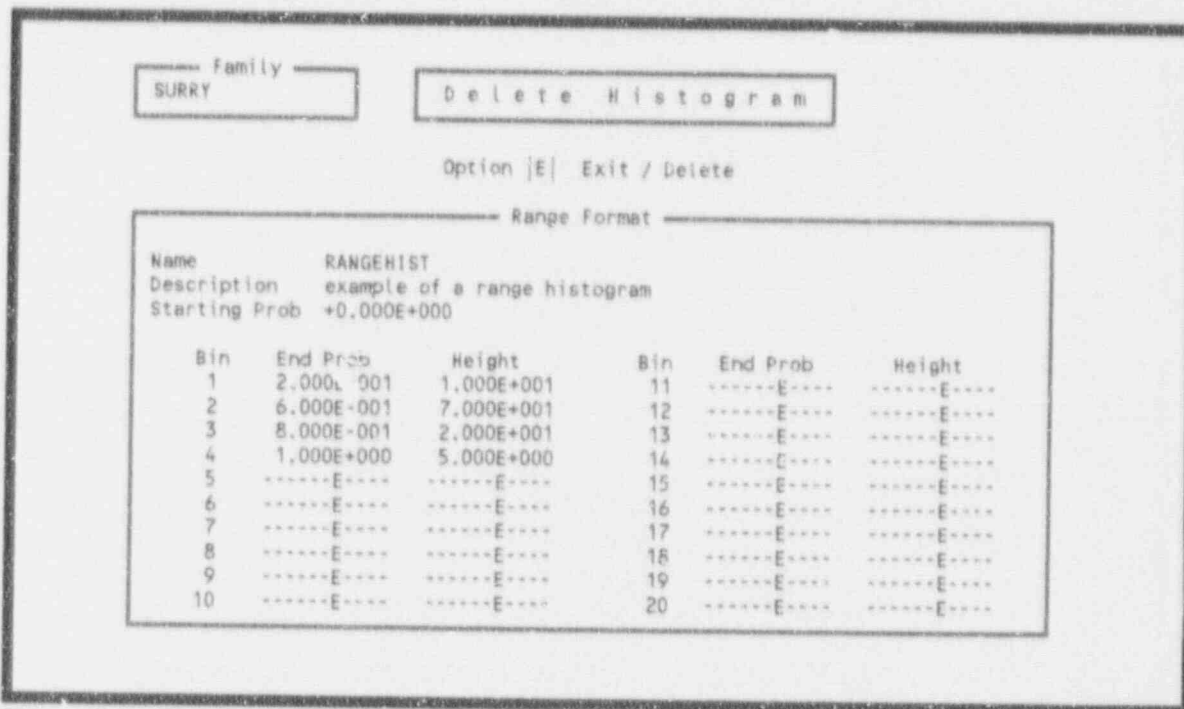 Family
SURRY
Delete Histogram
Option |E| Exit / Delete
Range Format
Name RANGEHIST
Description example of a range histogram
Starting Prob +0.000E+000
Bin End Prob Height Bin End Prob Height
1 1.000E+001 11 ------E---- ------E----
2 6.000E-001 7.000E+001 12 ------E---- ------E----
3 8.000E-001 2.000E+001 13 ------E---- ------E----
4 1.000E+000 5.000E+000 14 ------E---- ------E----
5 ------E---- ------E---- 15 ------E---- ------E----
6 ------E---- ------E---- 16 ------E---- ------E----
7 ------E---- ------E---- 17 ------E---- ------E----
8 ------E---- ------E---- 18 ------E---- ------E----
9 ------E---- ------E---- 19 ------E---- ------E----
10 ------E---- ------E---- 20 ------E---- ------E----